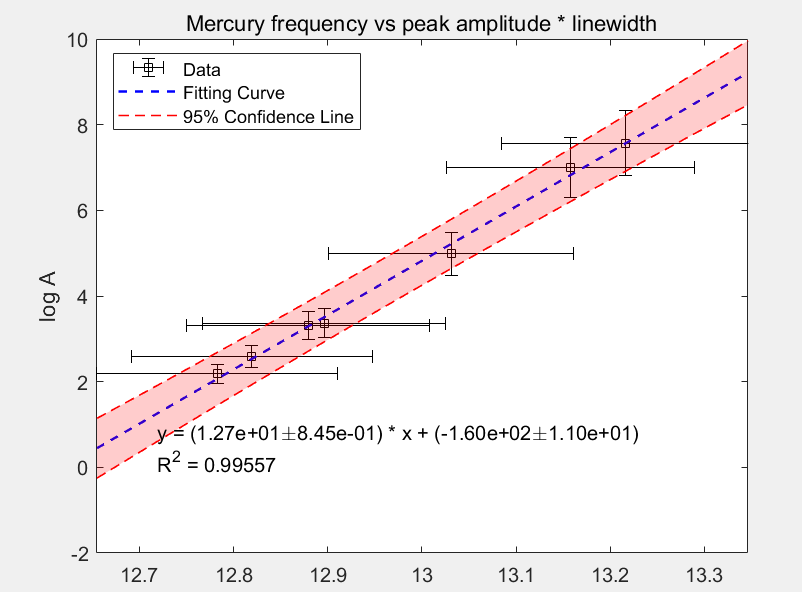 Mercury frequency vs peak amplitude * linewidth
10
8
6
4
2
0
-2
log A
Data
Fitting Curve
95% Confidence Line
y = (1.27e+01±8.45e-01) * x + (-1.60e+02±1.10e+01)
R² = 0.99557
12.7 12.8 12.9 13 13.1 13.2 13.3